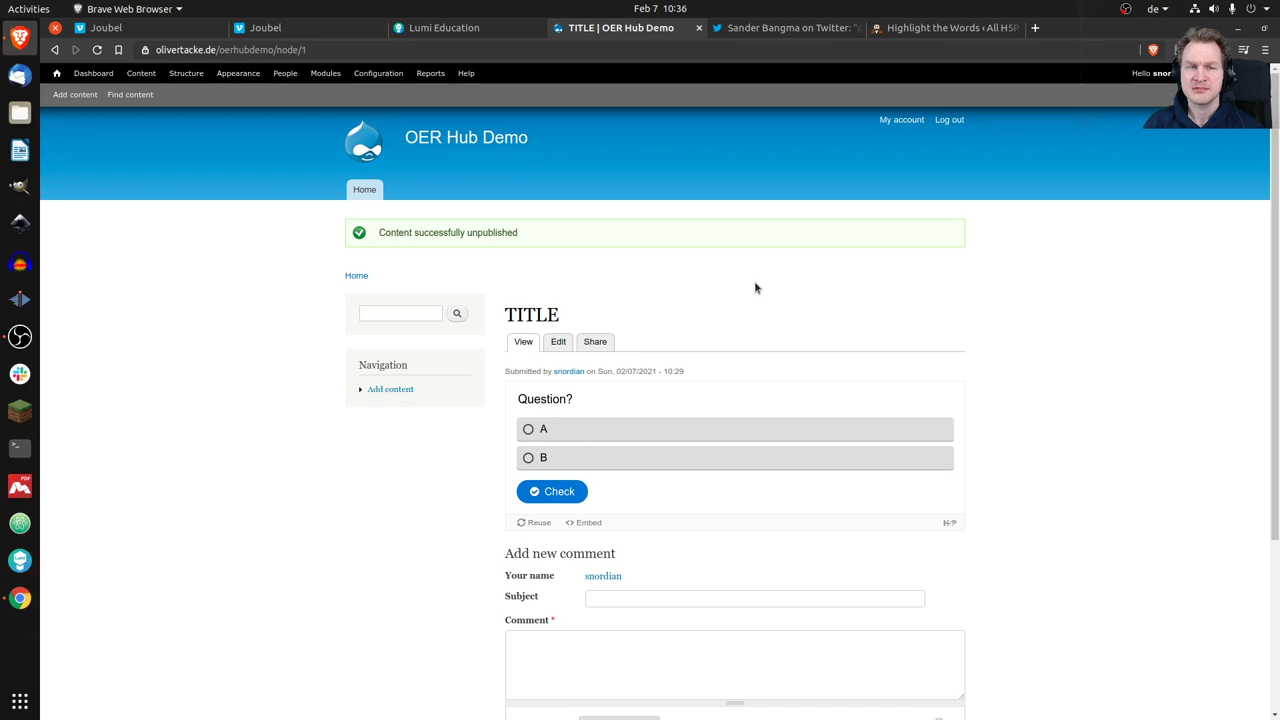 Activities
Brave Web Browser
Feb 7 10:36
de
Joubel
Joubel
Lumi Education
TITLE | OER Hub Demo
Sander Bangma on Twitter: "
Highlight the Words ‹ All H5P
olivertacke.de/oerhubdemo/node/1
Dashboard Content Structure Appearance People Modules Configuration Reports Help
Hello snor
Add content Find content
My account Log out
OER Hub Demo
Home
Content successfully unpublished
Home
TITLE
View Edit Share
Navigation
Add content
Submitted by snordian on Sun, 02/07/2021 - 10:29
Question?
A
B
Check
Reuse Embed
H5P
Add new comment
Your name snordian
Subject
Comment *